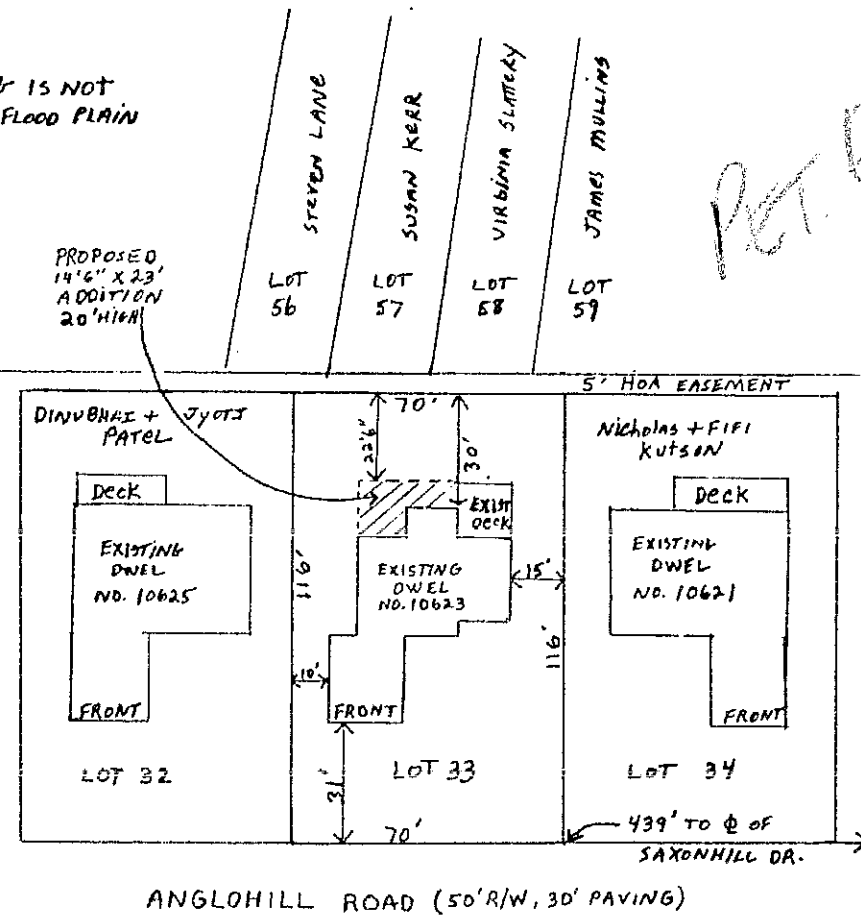 IS NOT
FLOOD PLAIN
STEVEN LANE
SUSAN KERR
VIRGINIA SLATTERY
JAMES MULLINS
PET.
PROPOSED
14'6" X 23'
ADDITION
20' HIGH
LOT
56
LOT
57
LOT
58
LOT
59
5' HOA EASEMENT
DINUBHAI + JYOTI
PATEL
70'
Nicholas + FIFI
KUTSON
22'6"
30'
Deck
EXIST
DECK
Deck
EXISTING
DWEL
NO. 10625
116'
EXISTING
DWEL
NO. 10623
15'
EXISTING
DWEL
NO. 10621
116'
10'
FRONT
FRONT
FRONT
LOT 32
31'
LOT 33
LOT 34
70'
439' TO ℄ OF
SAXONHILL DR.
ANGLOHILL ROAD (50' R/W, 30' PAVING)